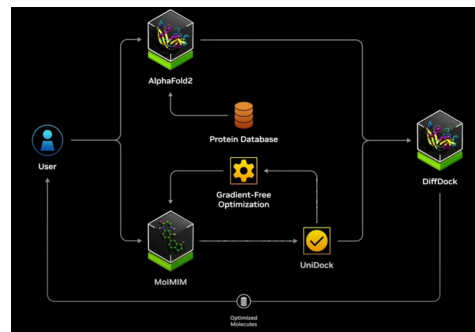 AlphaFold2
Protein Database
User
DiffDock
Gradient-Free
Optimization
MolMIM
UniDock
Optimized
Molecules